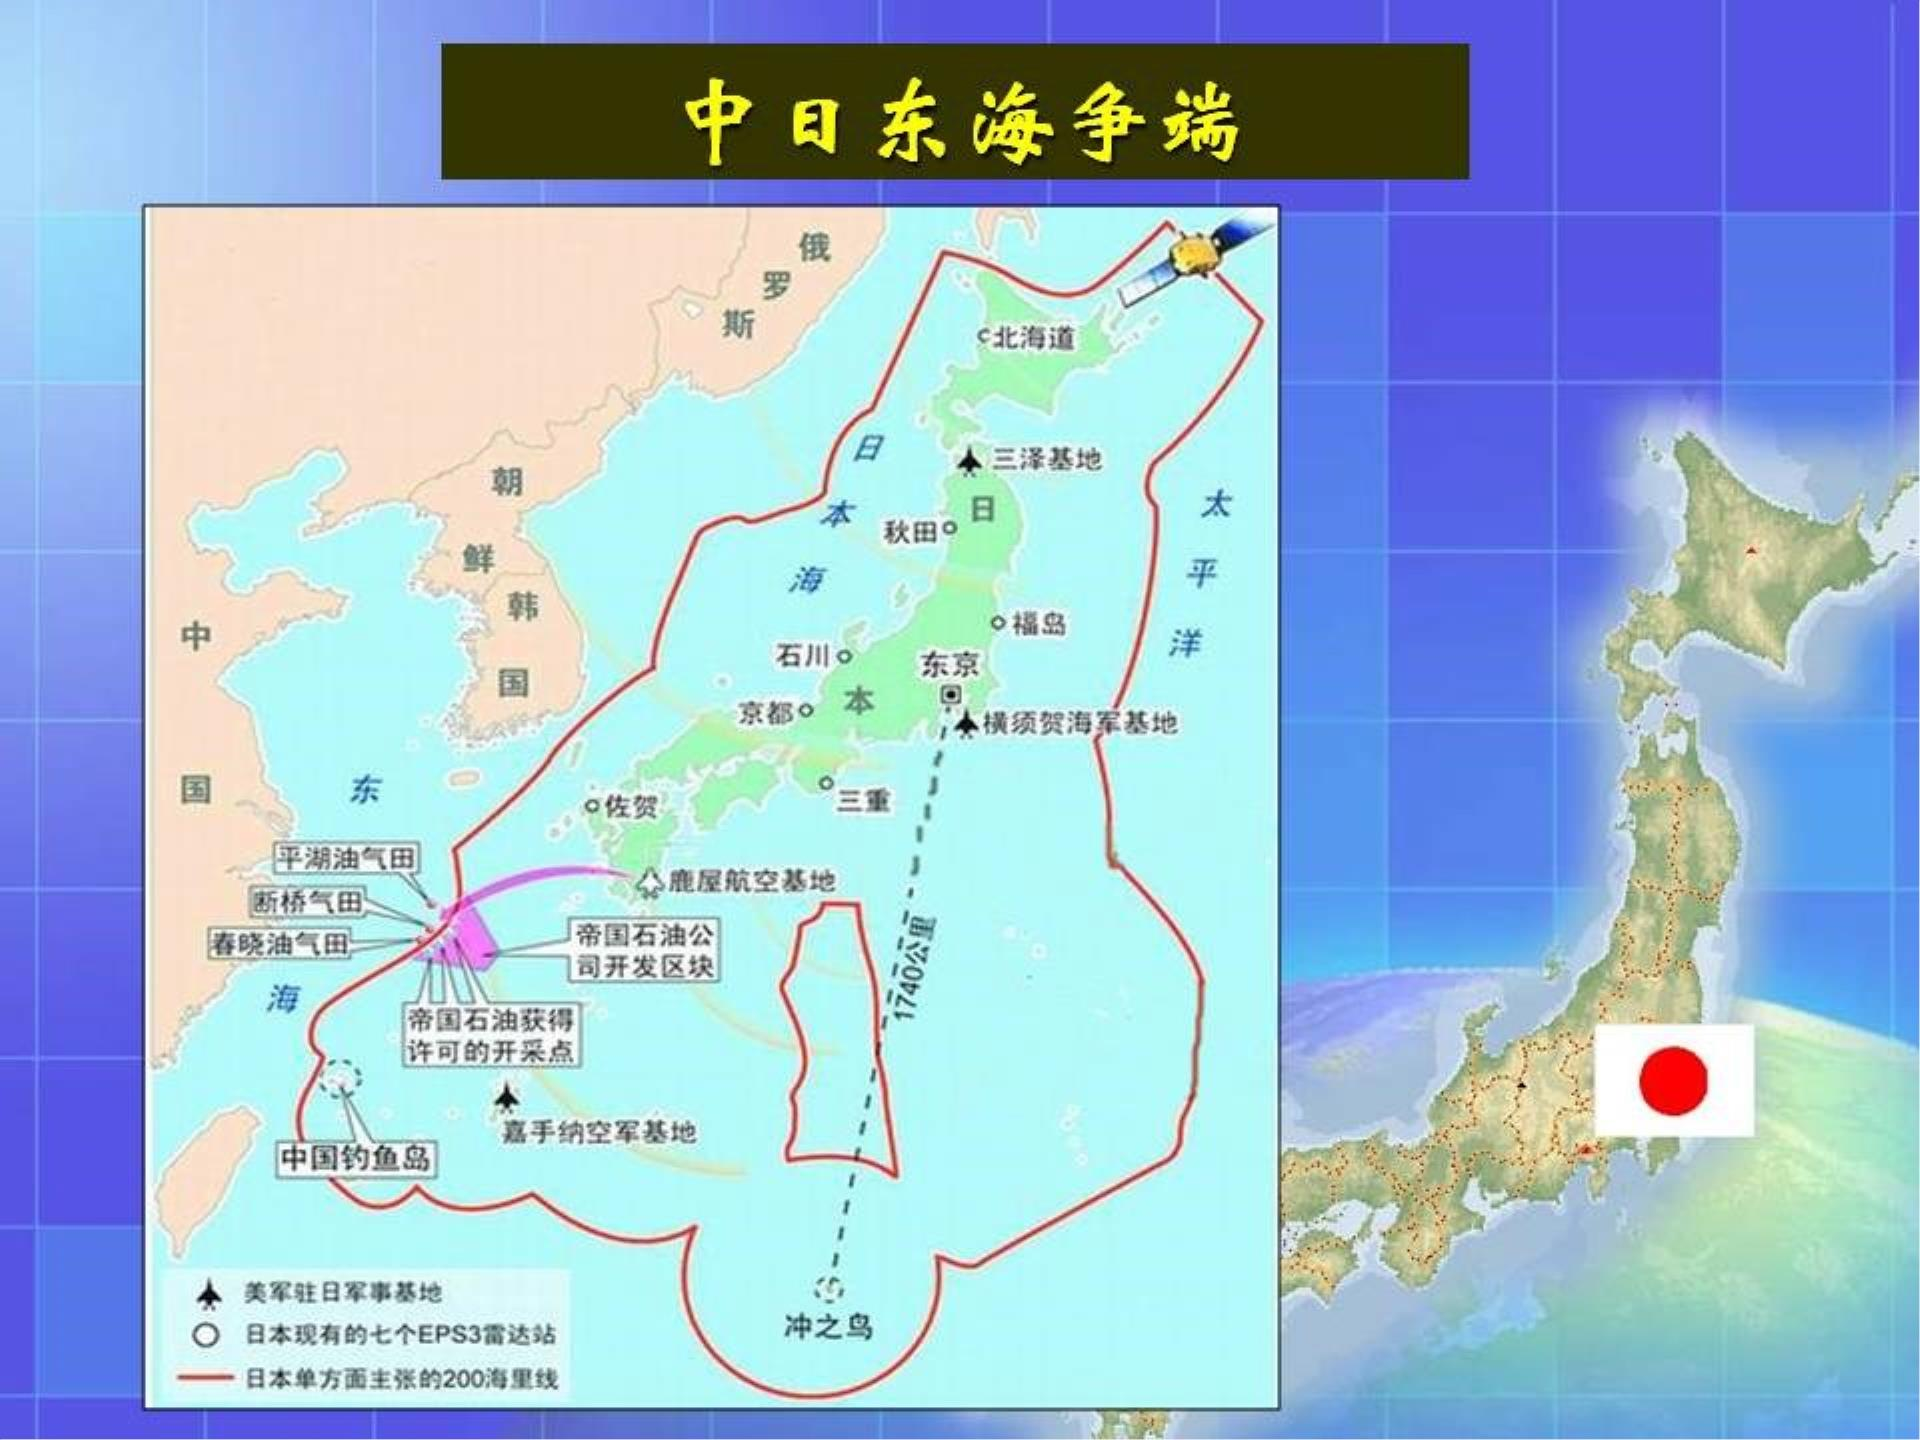 中日东海争端
俄
罗
斯
北海道
日
本
海
三泽基地
日
太
平
洋
朝
鲜
秋田
韩
国
中
国
福岛
石川
东京
本
京都
横须贺海军基地
东
海
佐贺
三重
平湖油气田
鹿屋航空基地
断桥气田
春晓油气田
帝国石油公
司开发区块
1740公里
帝国石油获得
许可的开采点
嘉手纳空军基地
中国钓鱼岛
冲之鸟
美军驻日军事基地
日本现有的七个EPS3雷达站
日本单方面主张的200海里线